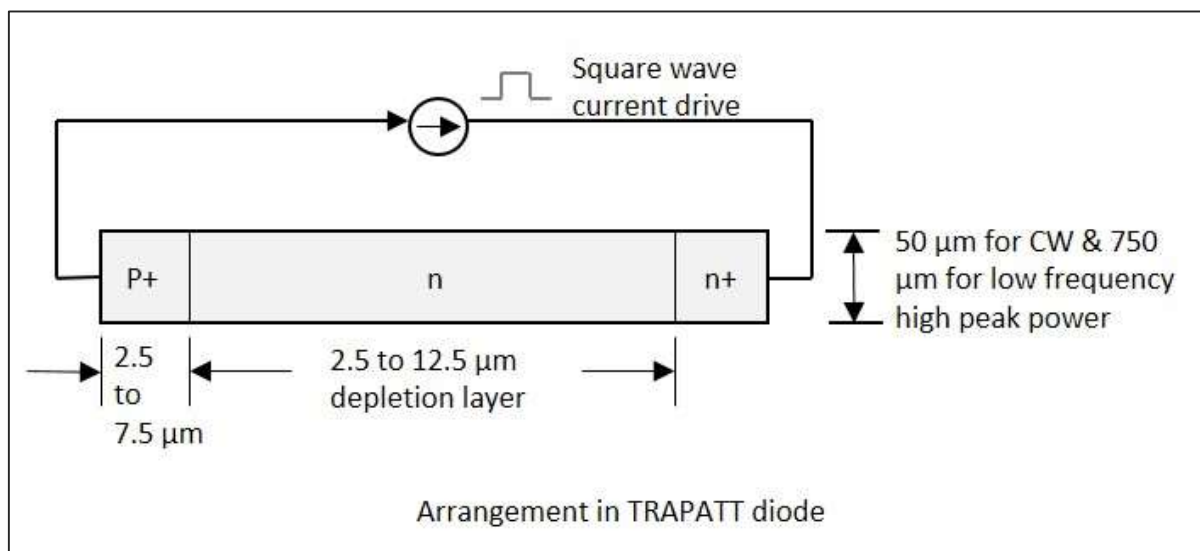 Square wave
current drive
P+
n
n+
50 µm for CW & 750
µm for low frequency
high peak power
2.5
to
7.5 µm
2.5 to 12.5 µm
depletion layer
Arrangement in TRAPATT diode